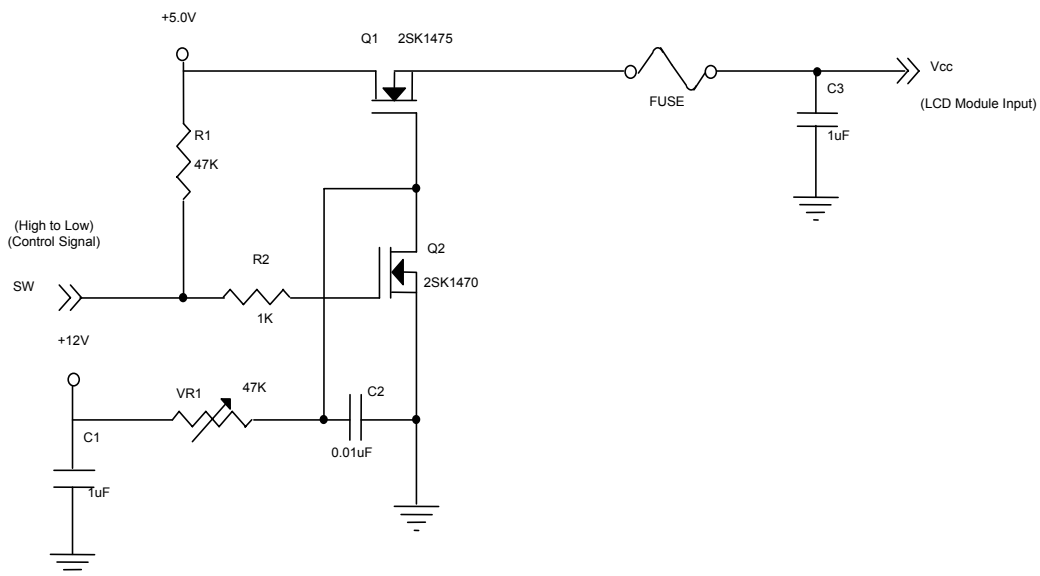 +5.0V
Q1
2SK1475
Vcc
FUSE
C3
(LCD Module Input)
1uF
R1
47K
(High to Low)
(Control Signal)
Q2
R2
2SK1470
SW
1K
+12V
VR1
47K
C2
C1
0.01uF
1uF